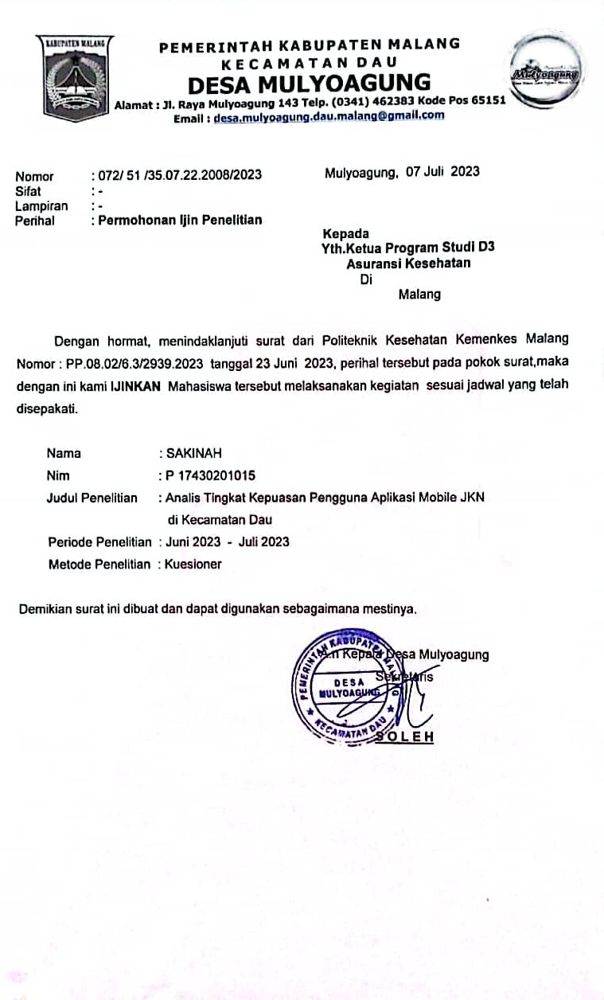 KABUPATEN MALANG
PEMERINTAH KABUPATEN MALANG
KECAMATAN DAU
DESA MULYOAGUNG
Alamat : Jl. Raya Mulyoagung 143 Telp. (0341) 462383 Kode Pos 65151
Email : desa.mulyoagung.dau.malang@gmail.com
Mulyoagung
Nomor : 072/ 51 /35.07.22.2008/2023
Mulyoagung, 07 Juli 2023
Sifat : -
Lampiran : -
Perihal : Permohonan Ijin Penelitian
Kepada
Yth.Ketua Program Studi D3
Asuransi Kesehatan
Di
Malang
Dengan hormat, menindaklanjuti surat dari Politeknik Kesehatan Kemenkes Malang
Nomor : PP.08.02/6.3/2939.2023 tanggal 23 Juni 2023, perihal tersebut pada pokok surat,maka
dengan ini kami IJINKAN Mahasiswa tersebut melaksanakan kegiatan sesuai jadwal yang telah
disepakati.
Nama : SAKINAH
Nim : P 17430201015
Judul Penelitian : Analis Tingkat Kepuasan Pengguna Aplikasi Mobile JKN
di Kecamatan Dau
Periode Penelitian : Juni 2023 - Juli 2023
Metode Penelitian : Kuesioner
Demikian surat ini dibuat dan dapat digunakan sebagaimana mestinya.
A.n Kepala Desa Mulyoagung
Sekretaris
PEMERINTAH KABUPATEN MALANG
DESA
MULYOAGUNG
KECAMATAN DAU
SOLEH